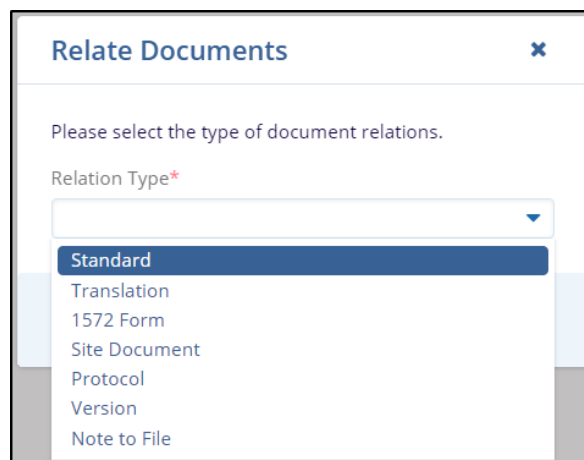 Relate Documents
Please select the type of document relations.
Relation Type*
Standard
Translation
1572 Form
Site Document
Protocol
Version
Note to File